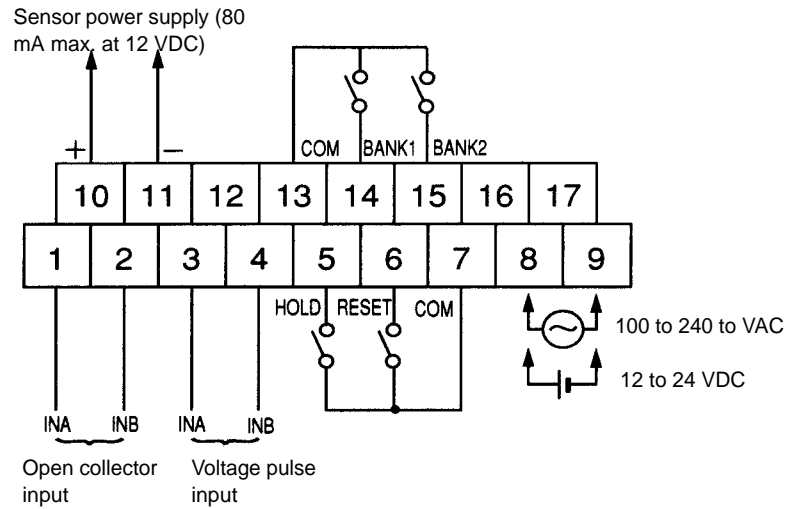 Sensor power supply (80
mA max. at 12 VDC)
+ −
COM BANK1 BANK2
10 11 12 13 14 15 16 17
1 2 3 4 5 6 7 8 9
HOLD RESET COM
100 to 240 to VAC
12 to 24 VDC
INA INB INA INB
Open collector
input
Voltage pulse
input